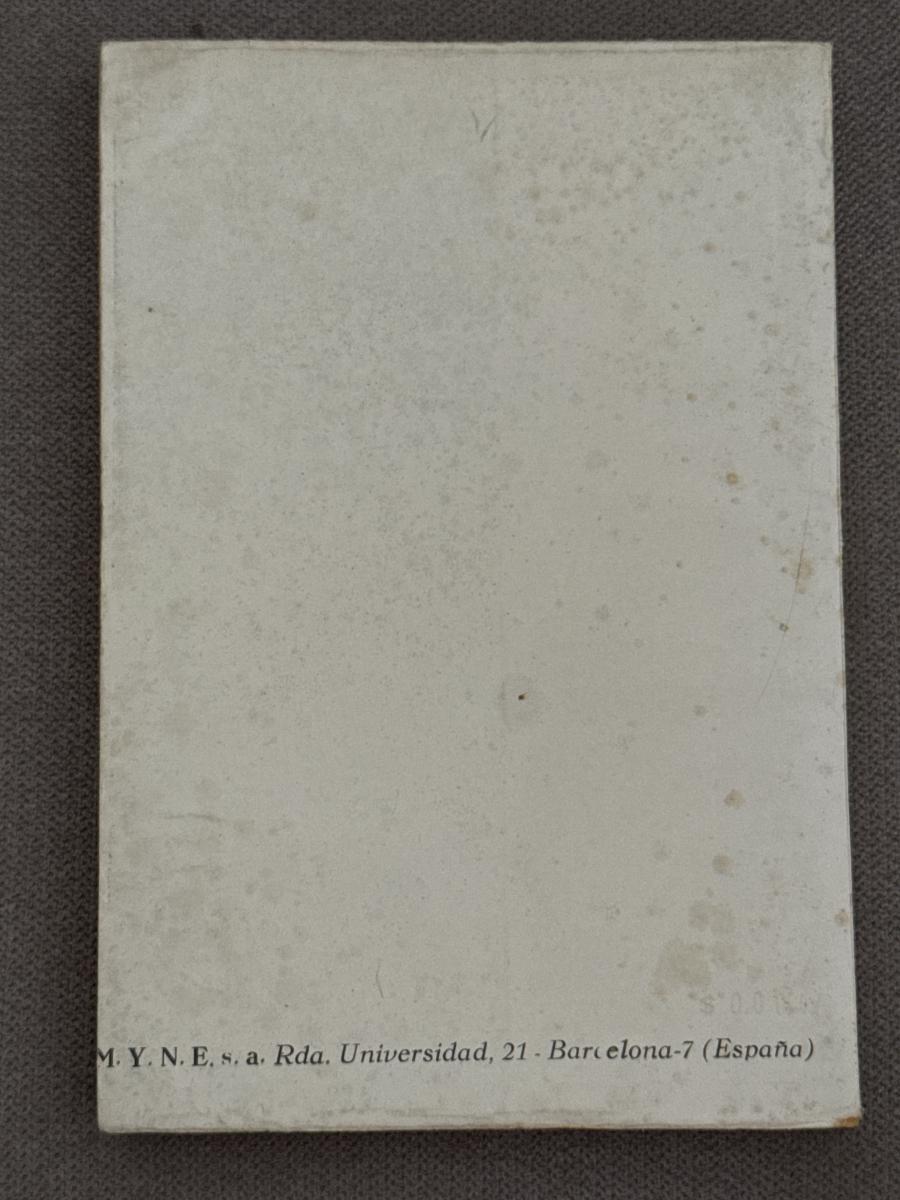 M. Y. N. E. s. a. Rda. Universidad, 21 - Barcelona-7 (España)